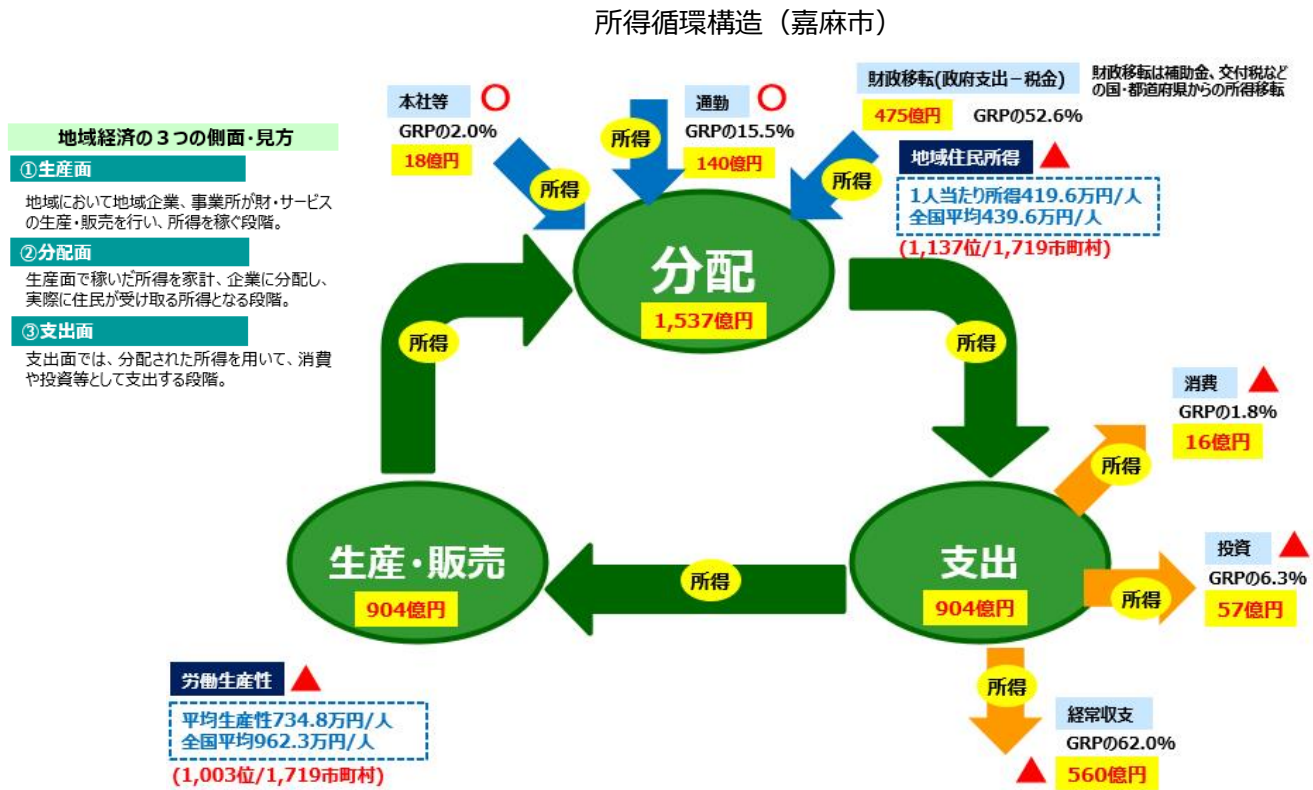 所得循環構造（嘉麻市）
地域経済の３つの側面･見方
①生産面
地域において地域企業、事業所が財･サービス
の生産･販売を行い、所得を稼ぐ段階。
②分配面
生産面で稼いだ所得を家計、企業に分配し、
実際に住民が受け取る所得となる段階。
③支出面
支出面では、分配された所得を用いて、消費
や投資等として支出する段階。
本社等 〇
GRPの2.0%
18億円
所得
所得
通勤 〇
GRPの15.5%
140億円
財政移転(政府支出－税金)
475億円 GRPの52.6%
財政移転は補助金、交付税など
の国･都道府県からの所得移転
所得
地域住民所得 ▲
1人当たり所得419.6万円/人
全国平均439.6万円/人
(1,137位/1,719市町村)
分配
1,537億円
所得
所得
消費 ▲
GRPの1.8%
16億円
所得
生産･販売
904億円
所得
支出
904億円
所得
投資 ▲
GRPの6.3%
57億円
所得
経常収支
GRPの62.0%
▲ 560億円
労働生産性 ▲
平均生産性734.8万円/人
全国平均962.3万円/人
(1,003位/1,719市町村)